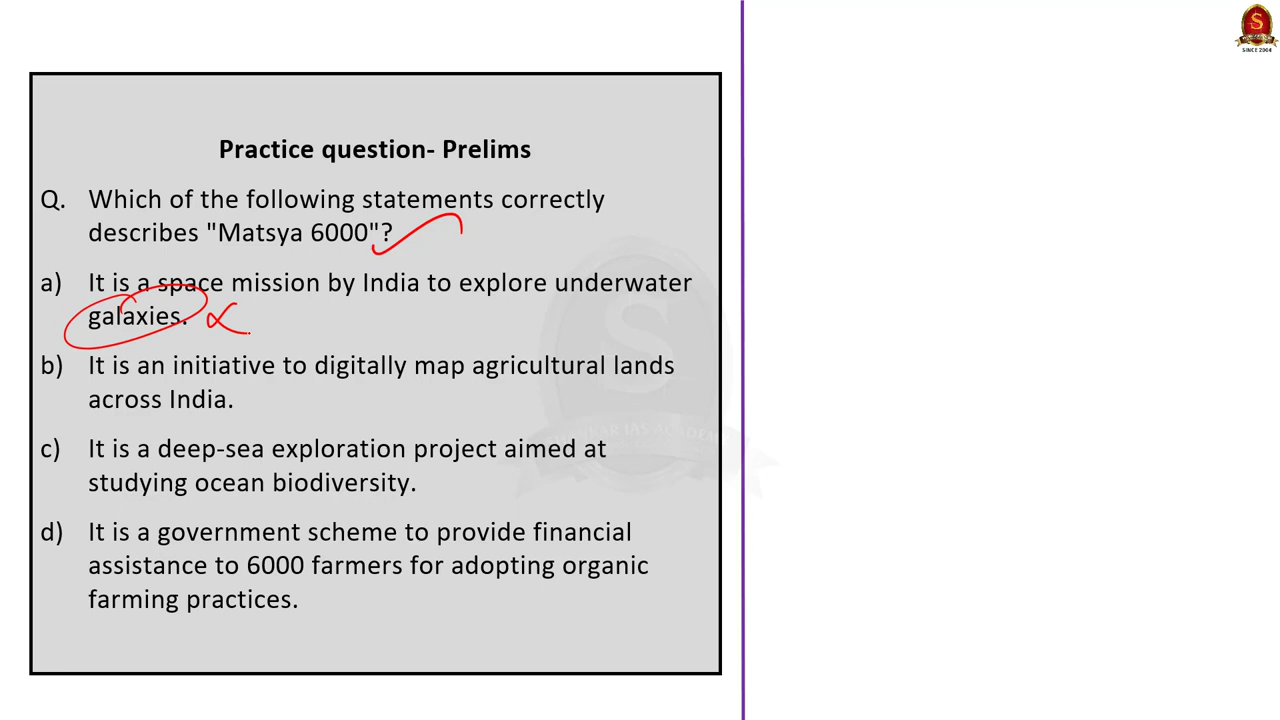 S
SINCE 2004
Practice question- Prelims
Q. Which of the following statements correctly
describes "Matsya 6000"?
a) It is a space mission by India to explore underwater
galaxies.
b) It is an initiative to digitally map agricultural lands
across India.
c) It is a deep-sea exploration project aimed at
studying ocean biodiversity.
d) It is a government scheme to provide financial
assistance to 6000 farmers for adopting organic
farming practices.